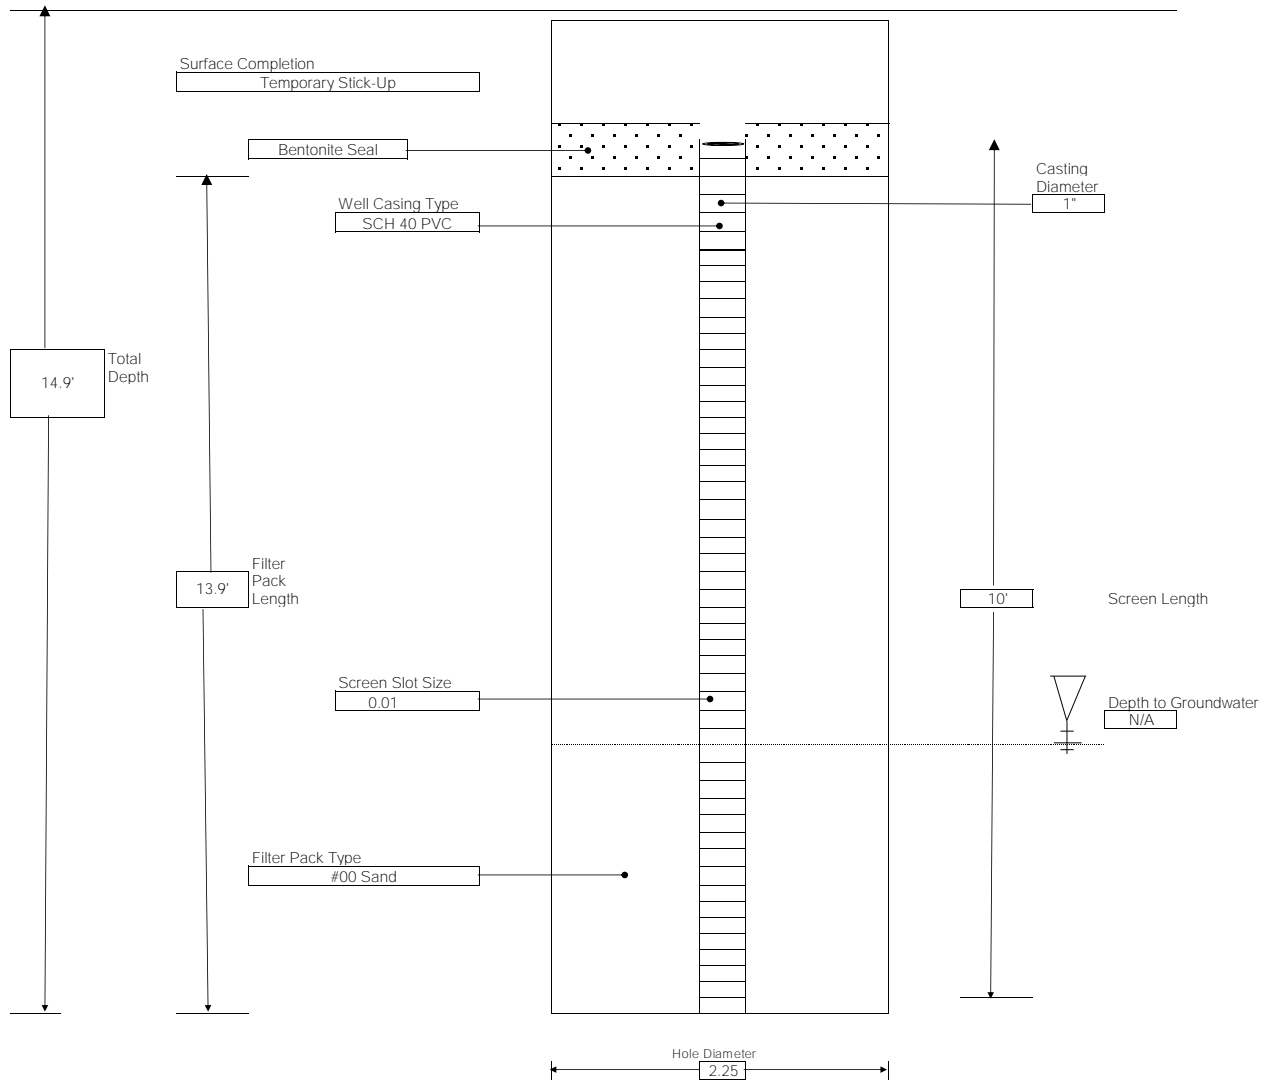 Surface Completion
Temporary Stick-Up
Bentonite Seal
Casting
Diameter
1"
Well Casing Type
SCH 40 PVC
Total
Depth
14.9'
Filter
Pack
Length
13.9'
10'
Screen Length
Screen Slot Size
0.01
Depth to Groundwater
N/A
Filter Pack Type
#00 Sand
Hole Diameter
2.25